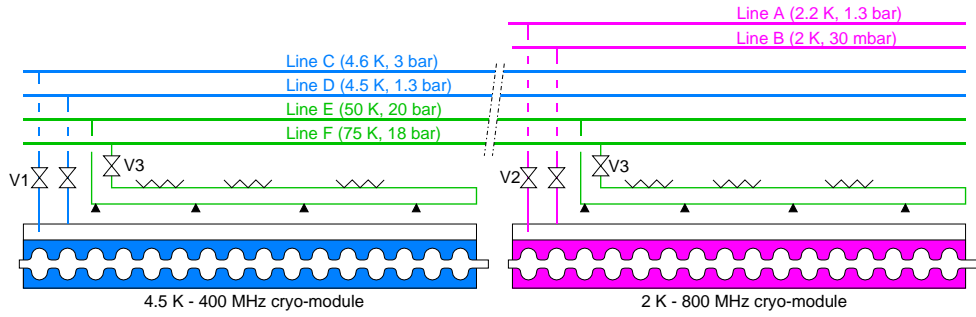 Line A (2.2 K, 1.3 bar)
Line B (2 K, 30 mbar)
Line C (4.6 K, 3 bar)
Line D (4.5 K, 1.3 bar)
Line E (50 K, 20 bar)
Line F (75 K, 18 bar)
V1
V3
V2
V3
4.5 K - 400 MHz cryo-module
2 K - 800 MHz cryo-module